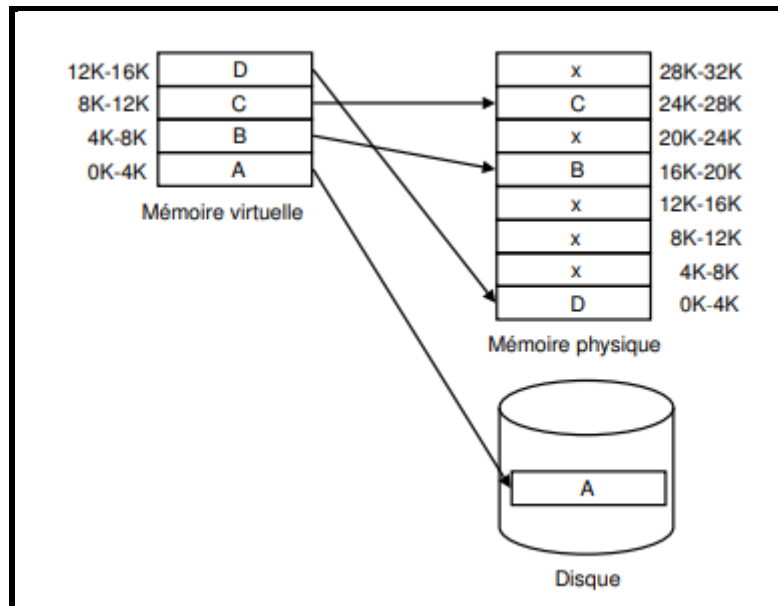 12K-16K D
8K-12K C
4K-8K B
0K-4K A
Mémoire virtuelle
x 28K-32K
C 24K-28K
x 20K-24K
B 16K-20K
x 12K-16K
x 8K-12K
x 4K-8K
D 0K-4K
Mémoire physique
A
Disque